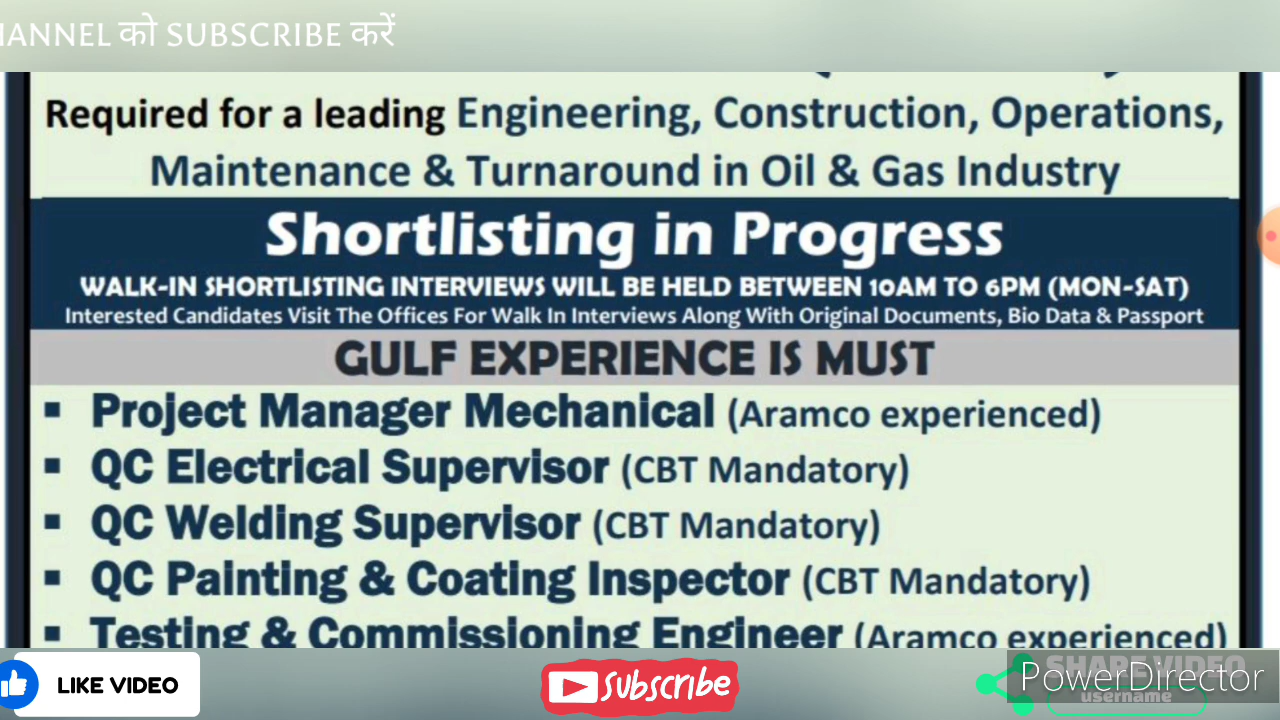 HANNEL को SUBSCRIBE करें
Required for a leading Engineering, Construction, Operations,
Maintenance & Turnaround in Oil & Gas Industry
Shortlisting in Progress
WALK-IN SHORTLISTING INTERVIEWS WILL BE HELD BETWEEN 10AM TO 6PM (MON-SAT)
Interested Candidates Visit The Offices For Walk In Interviews Along With Original Documents, Bio Data & Passport
GULF EXPERIENCE IS MUST
▪ Project Manager Mechanical (Aramco experienced)
▪ QC Electrical Supervisor (CBT Mandatory)
▪ QC Welding Supervisor (CBT Mandatory)
▪ QC Painting & Coating Inspector (CBT Mandatory)
▪ Testing & Commissioning Engineer (Aramco experienced)
LIKE VIDEO
Subscribe
SHARE VIDEO
PowerDirector
username